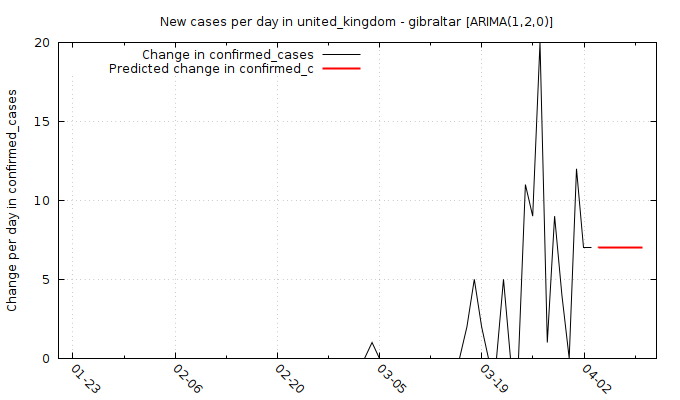 New cases per day in united_kingdom - gibraltar [ARIMA(1,2,0)]
Change in confirmed_cases
Predicted change in confirmed_c
Change per day in confirmed_cases
20
15
10
5
0
01-23
02-06
02-20
03-05
03-19
04-02